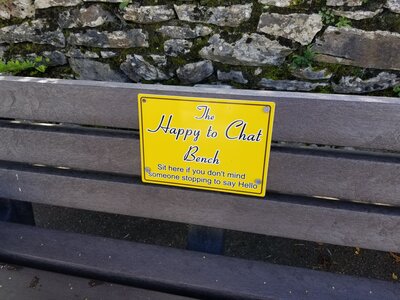 The
Happy to Chat
Bench
Sit here if you don't mind
someone stopping to say Hello